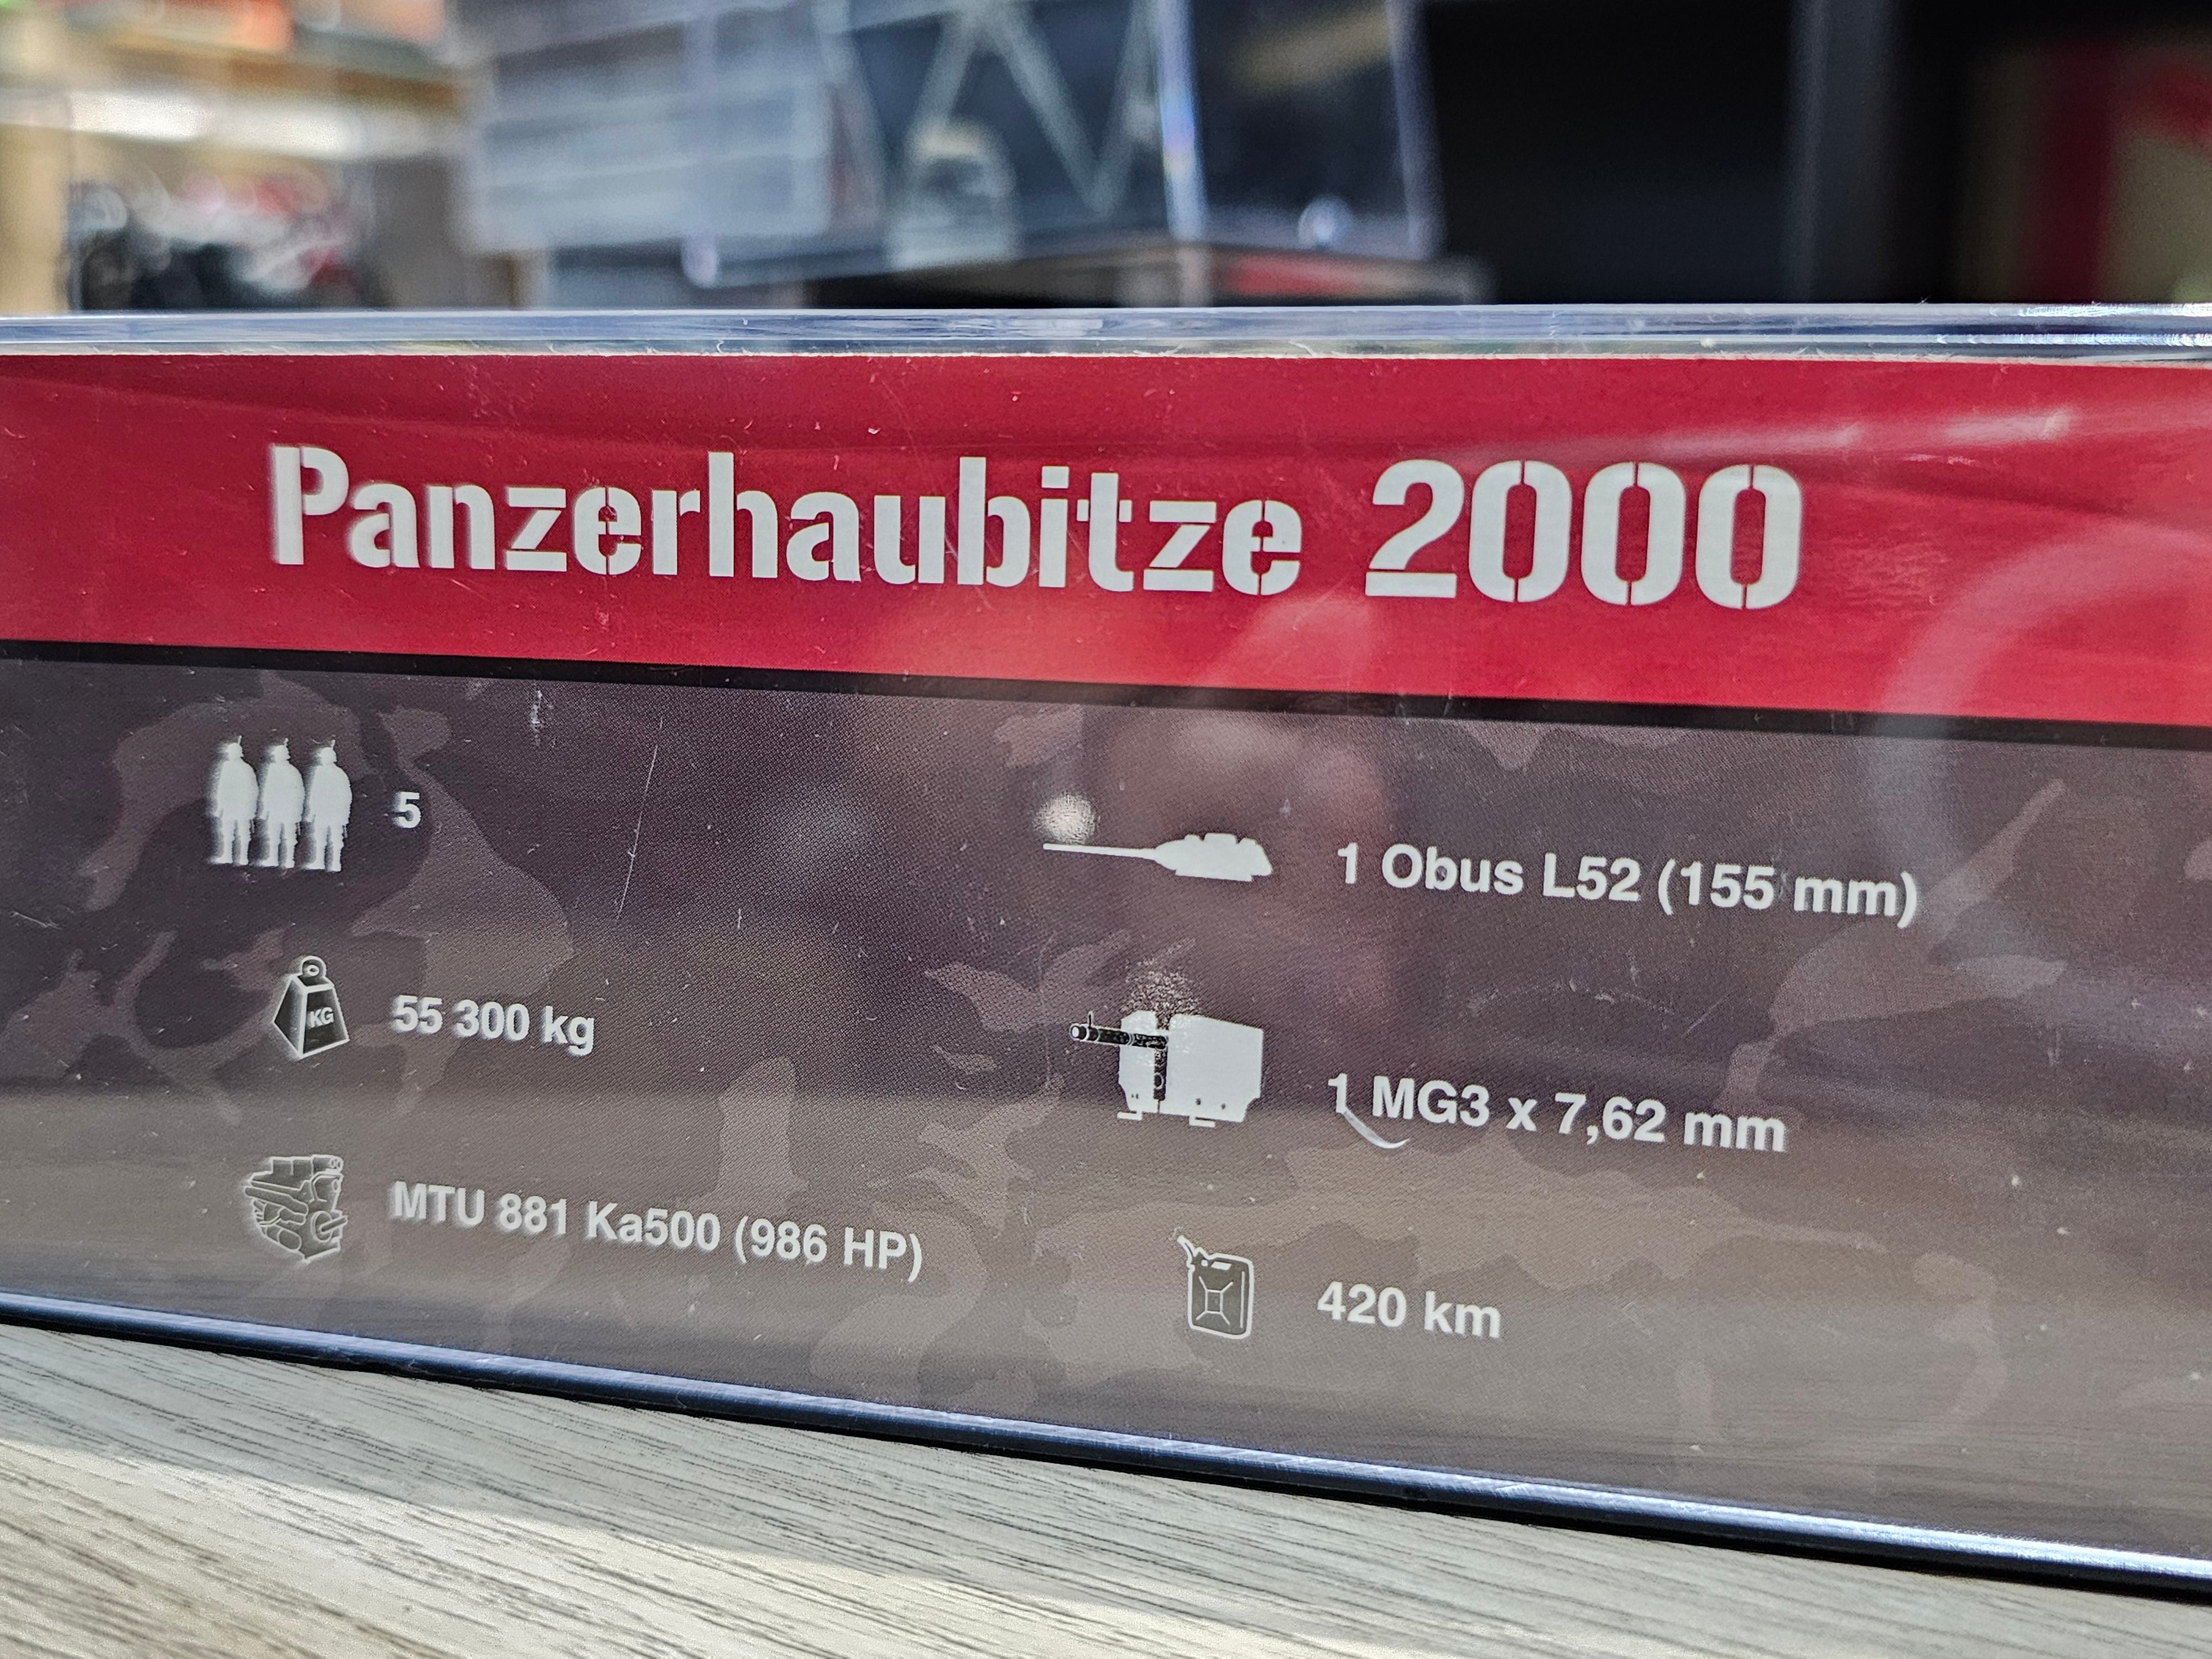 Panzerhaubitze 2000
5
1 Obus L52 (155 mm)
KG
55 300 kg
1 MG3 x 7,62 mm
MTU 881 Ka500 (986 HP)
420 km